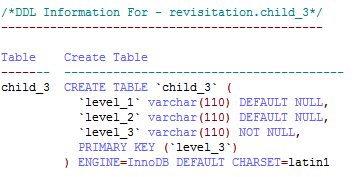 /*DDL Information For - revisitation.child_3*/
----------------------------------------------
Table    Create Table
-------  ----------------------------------------
child_3  CREATE TABLE `child_3` (
`level_1` varchar(110) DEFAULT NULL,
`level_2` varchar(110) DEFAULT NULL,
`level_3` varchar(110) NOT NULL,
PRIMARY KEY (`level_3`)
) ENGINE=InnoDB DEFAULT CHARSET=latin1